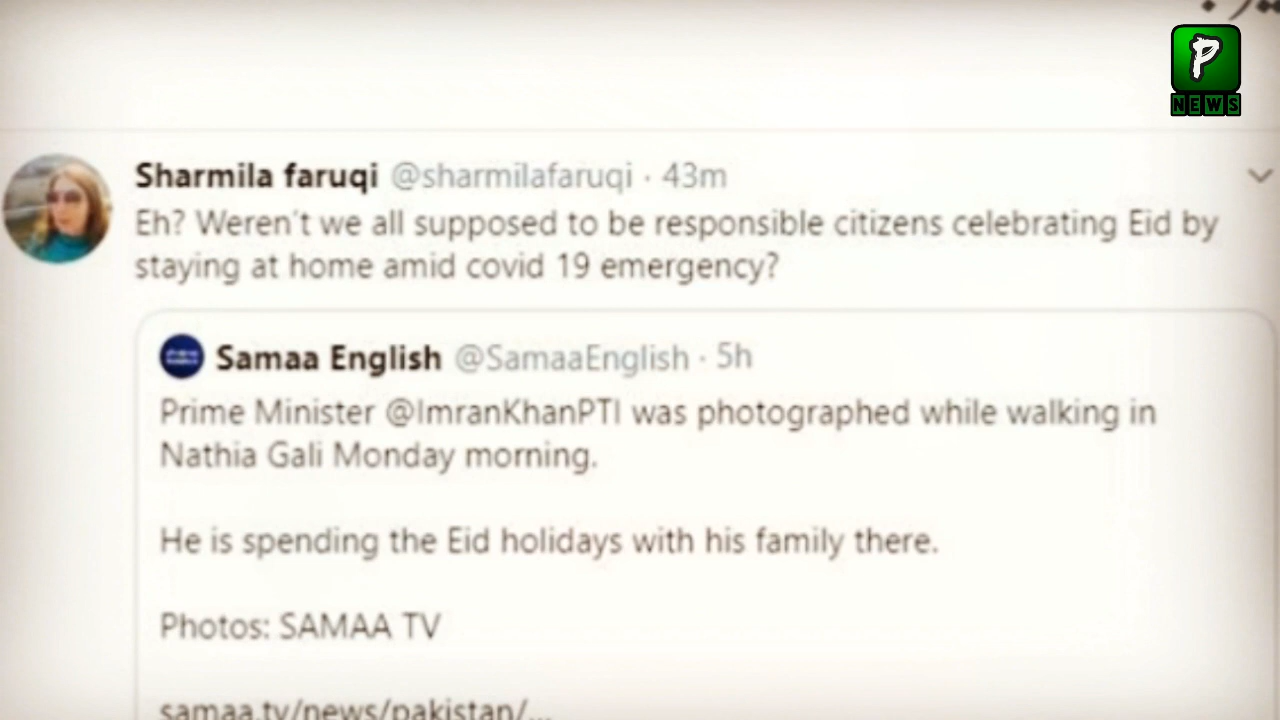 P
NEWS
Sharmila faruqi @sharmilafaruqi · 43m
Eh? Weren't we all supposed to be responsible citizens celebrating Eid by
staying at home amid covid 19 emergency?
Samaa English @SamaaEnglish · 5h
Prime Minister @ImranKhanPTI was photographed while walking in
Nathia Gali Monday morning.
He is spending the Eid holidays with his family there.
Photos: SAMAA TV
samaa.tv/news/pakistan/...